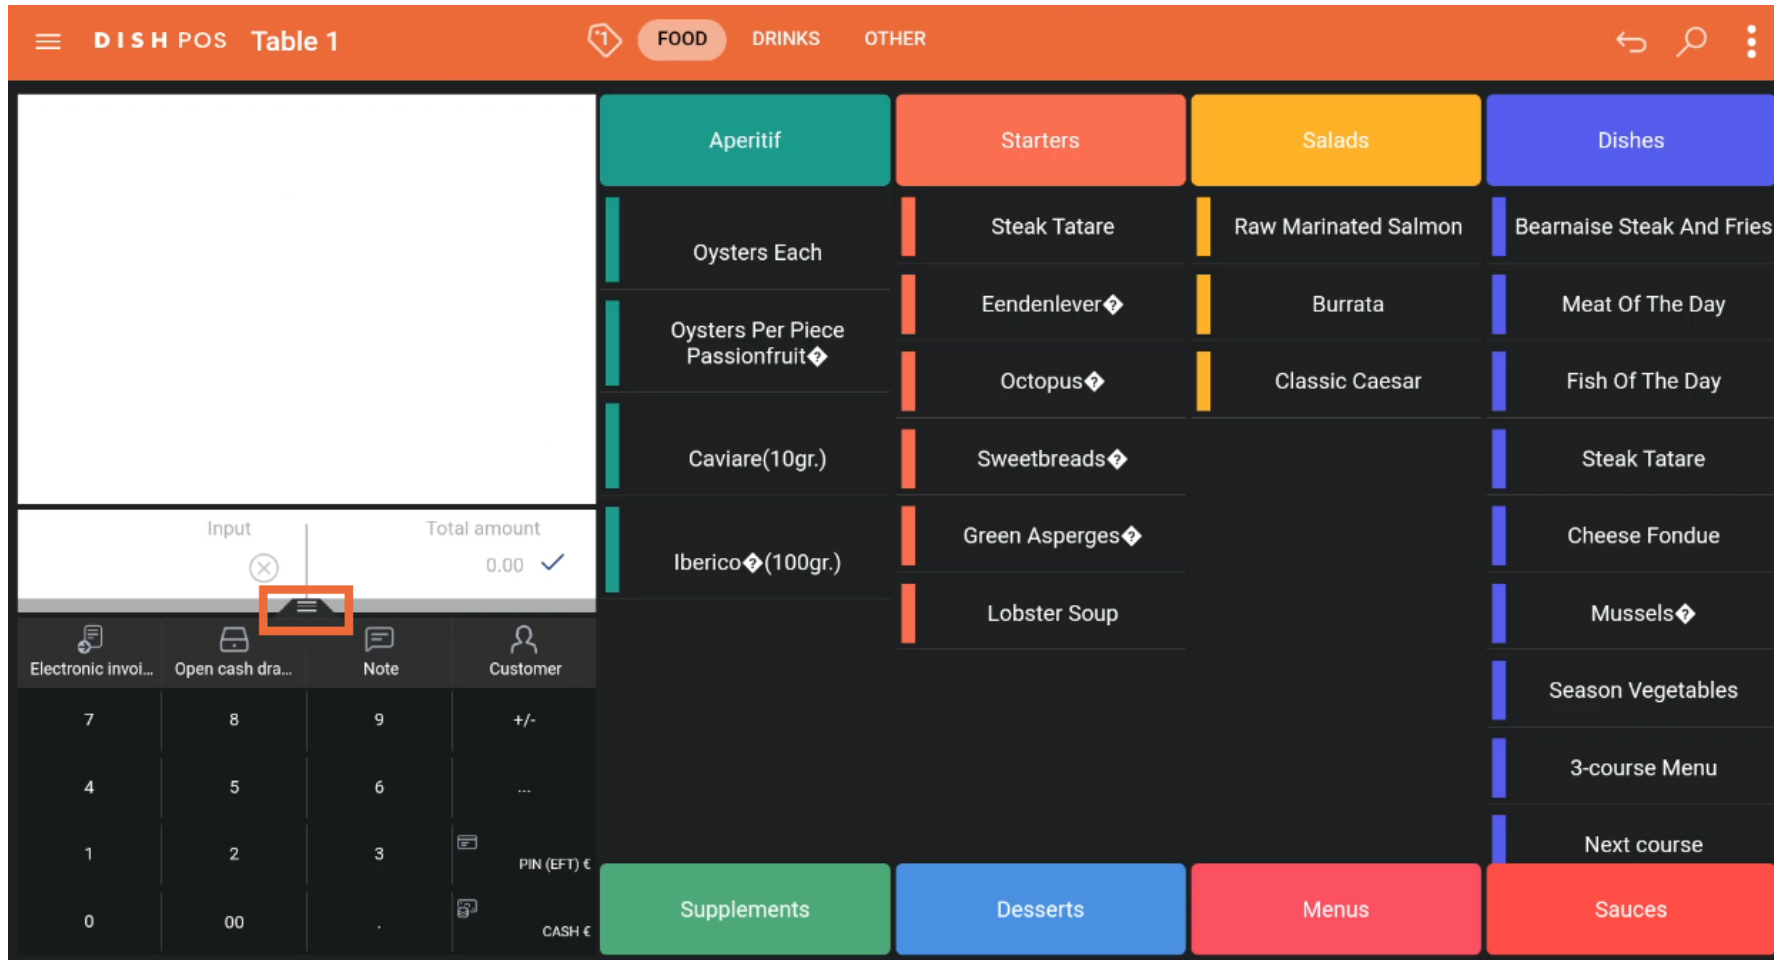 DISH POS Table 1
1 FOOD DRINKS OTHER
Aperitif Starters Salads Dishes
Oysters Each
Oysters Per Piece
Passionfruit�
Caviare(10gr.)
Iberico�(100gr.)
Steak Tatare
Eendenlever�
Octopus�
Sweetbreads�
Green Asperges�
Lobster Soup
Raw Marinated Salmon
Burrata
Classic Caesar
Bearnaise Steak And Fries
Meat Of The Day
Fish Of The Day
Steak Tatare
Cheese Fondue
Mussels�
Season Vegetables
3-course Menu
Next course
Input Total amount
0.00
Electronic invoi... Open cash dra... Note Customer
7 8 9 +/-
4 5 6 ...
1 2 3 PIN (EFT) €
0 00 . CASH €
Supplements Desserts Menus Sauces